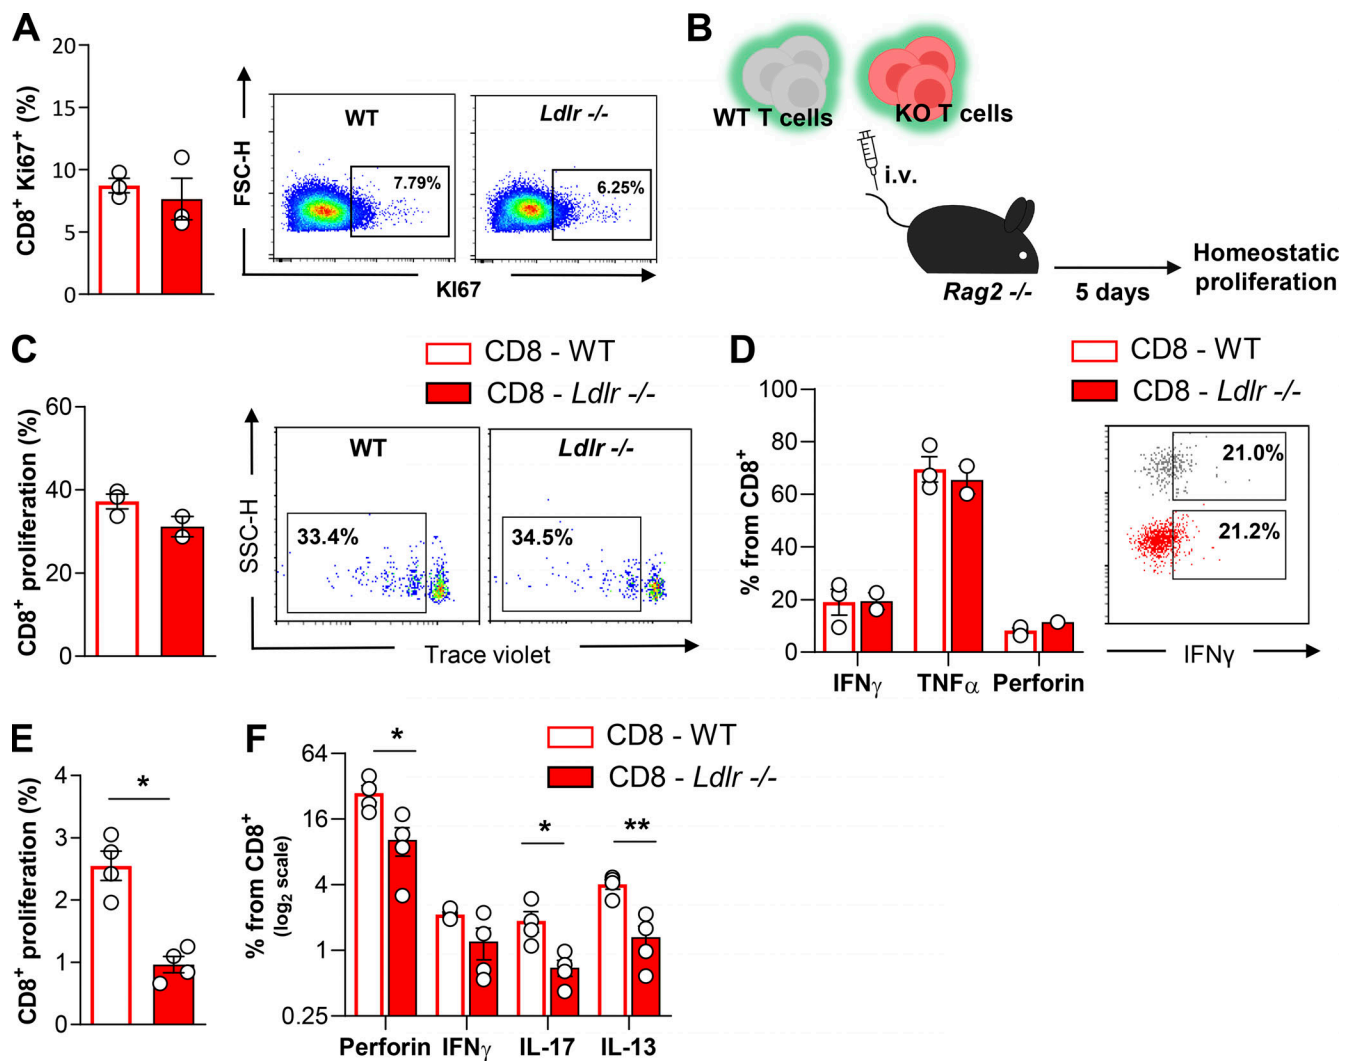 A
CD8+ Ki67+ (%)
20
15
10
5
0
FSC-H
WT
7.79%
Ldlr -/-
6.25%
KI67
B
WT T cells
KO T cells
i.v.
Rag2 -/-
5 days
Homeostatic
proliferation
C
CD8 - WT
CD8 - Ldlr -/-
CD8+ proliferation (%)
60
40
20
0
SSC-H
WT
33.4%
Ldlr -/-
34.5%
Trace violet
D
CD8 - WT
CD8 - Ldlr -/-
% from CD8+
100
80
60
40
20
0
IFNγ
TNFα
Perforin
21.0%
21.2%
IFNγ
E
CD8+ proliferation (%)
4
3
2
1
0
*
F
CD8 - WT
CD8 - Ldlr -/-
% from CD8+
(log2 scale)
64
16
4
1
0.25
*
*
**
Perforin
IFNγ
IL-17
IL-13